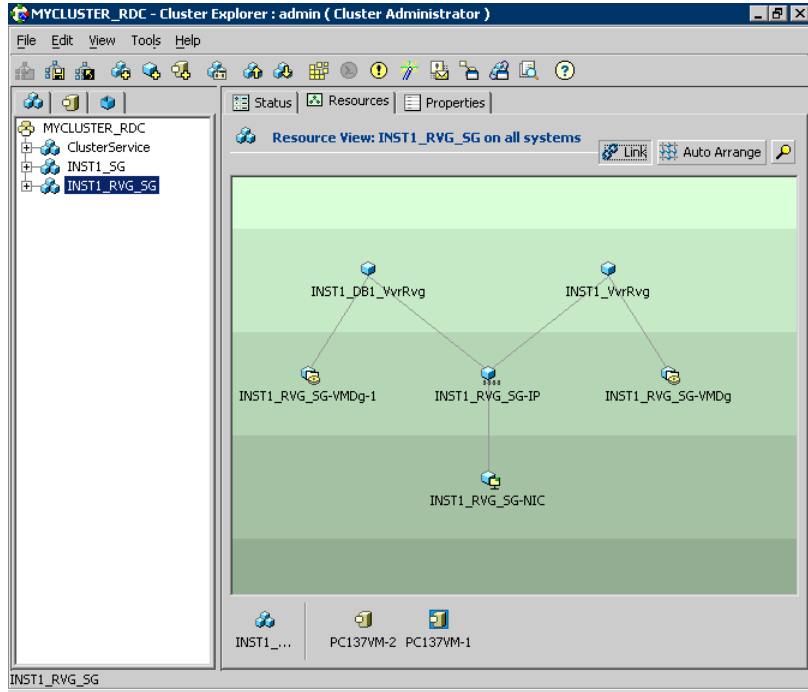 MYCLUSTER_RDC - Cluster Explorer : admin ( Cluster Administrator )
File Edit View Tools Help
Status Resources Properties
MYCLUSTER_RDC
ClusterService
INST1_SG
INST1_RVG_SG
Resource View: INST1_RVG_SG on all systems
Link Auto Arrange
INST1_DB1_VvrRvg INST1_VvrRvg
INST1_RVG_SG-VMDg-1 INST1_RVG_SG-IP INST1_RVG_SG-VMDg
INST1_RVG_SG-NIC
INST1_... PC137VM-2 PC137VM-1
INST1_RVG_SG